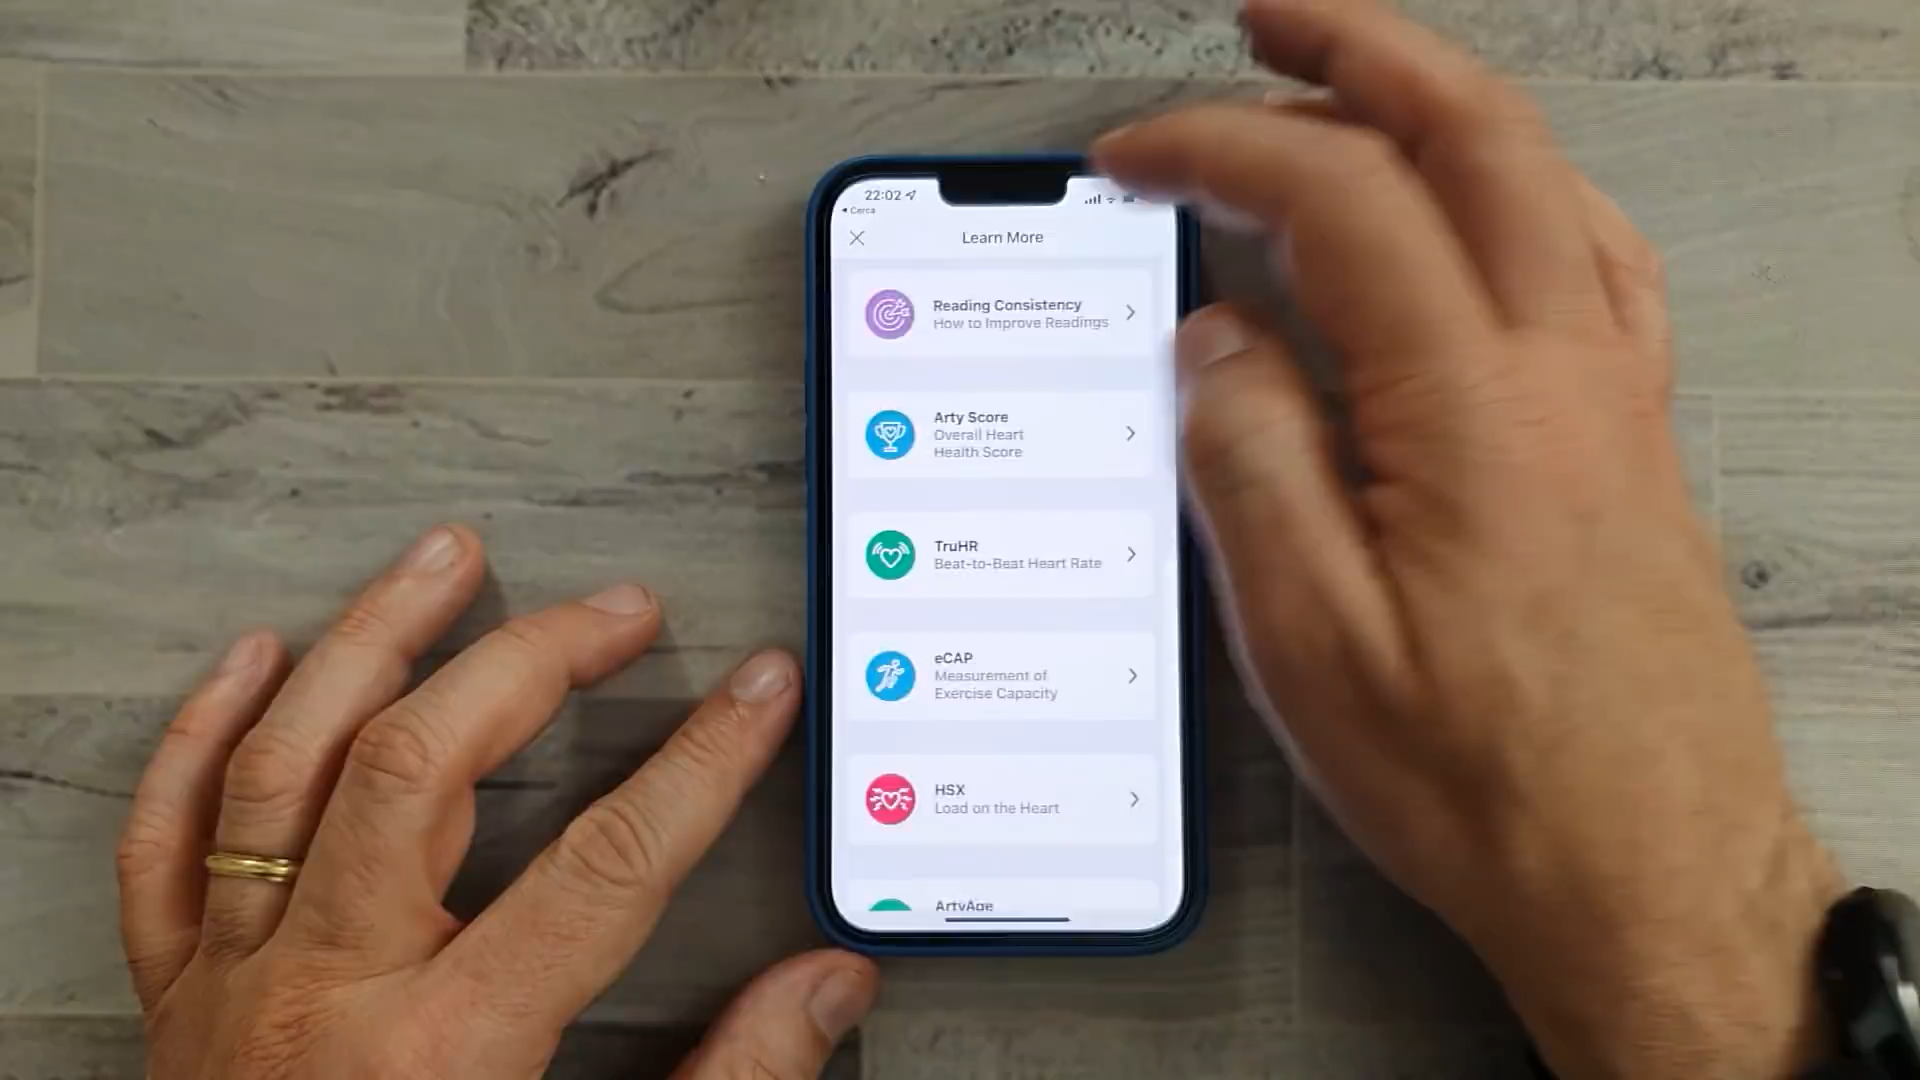 22:02
Cerca
Learn More
Reading Consistency
How to Improve Readings
Arty Score
Overall Heart
Health Score
TruHR
Beat-to-Beat Heart Rate
eCAP
Measurement of
Exercise Capacity
HSX
Load on the Heart
ArtyAge